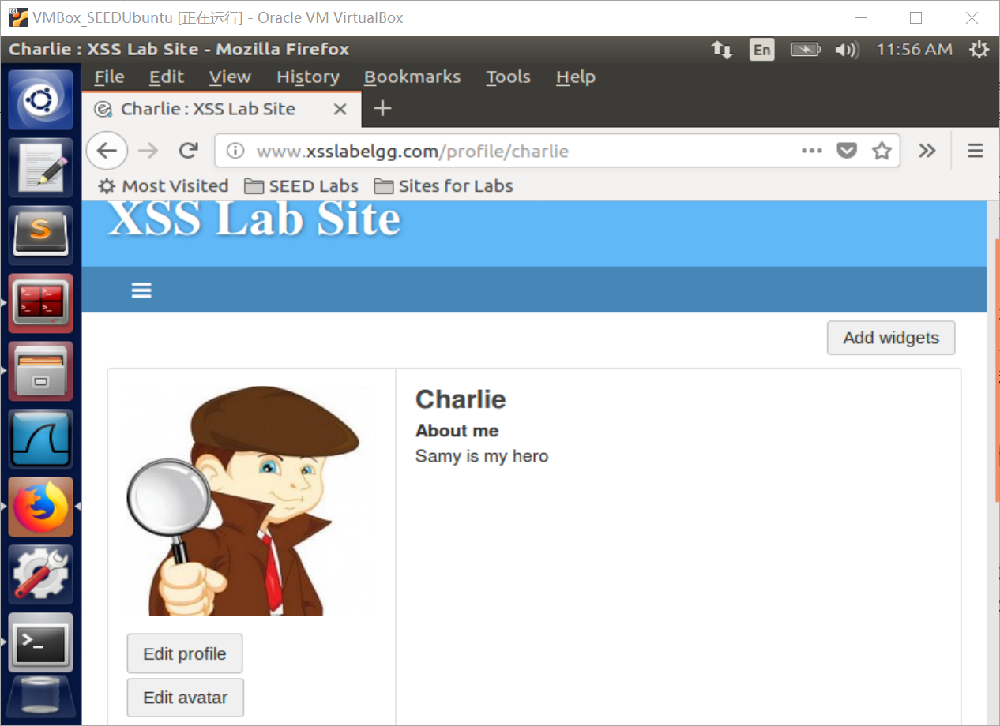 VMBox_SEEDUbuntu [正在运行] - Oracle VM VirtualBox
Charlie : XSS Lab Site - Mozilla Firefox En 11:56 AM
File Edit View History Bookmarks Tools Help
Charlie : XSS Lab Site
www.xsslabelgg.com/profile/charlie
Most Visited SEED Labs Sites for Labs
XSS Lab Site
Add widgets
Charlie
About me
Samy is my hero
Edit profile
Edit avatar